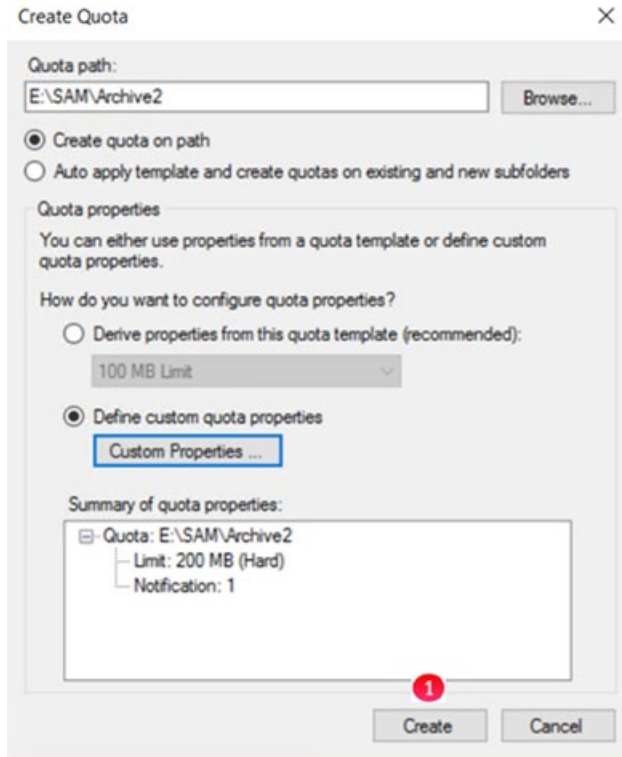 Create Quota
Quota path:
E:\SAM\Archive2
Browse...
Create quota on path
Auto apply template and create quotas on existing and new subfolders
Quota properties
You can either use properties from a quota template or define custom
quota properties.
How do you want to configure quota properties?
Derive properties from this quota template (recommended):
100 MB Limit
Define custom quota properties
Custom Properties ...
Summary of quota properties:
Quota: E:\SAM\Archive2
Limit: 200 MB (Hard)
Notification: 1
1
Create Cancel